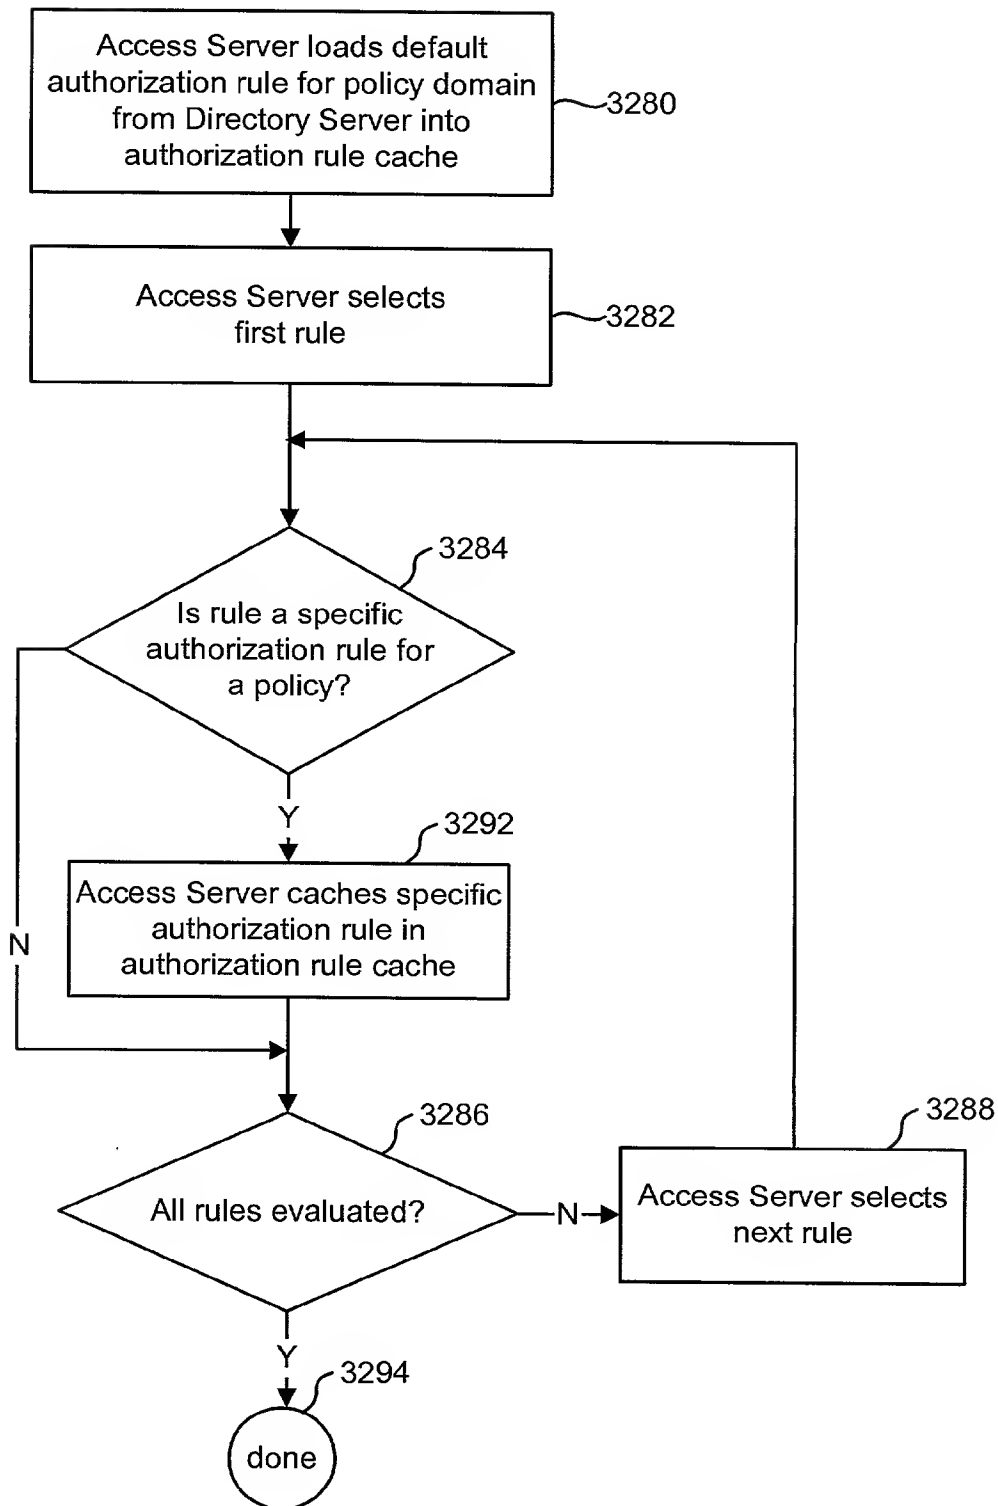 Access Server loads default
authorization rule for policy domain
from Directory Server into
authorization rule cache
3280
Access Server selects
first rule
3282
3284
Is rule a specific
authorization rule for
a policy?
Y
3292
Access Server caches specific
authorization rule in
authorization rule cache
N
3286
All rules evaluated?
N
3288
Access Server selects
next rule
Y
3294
done